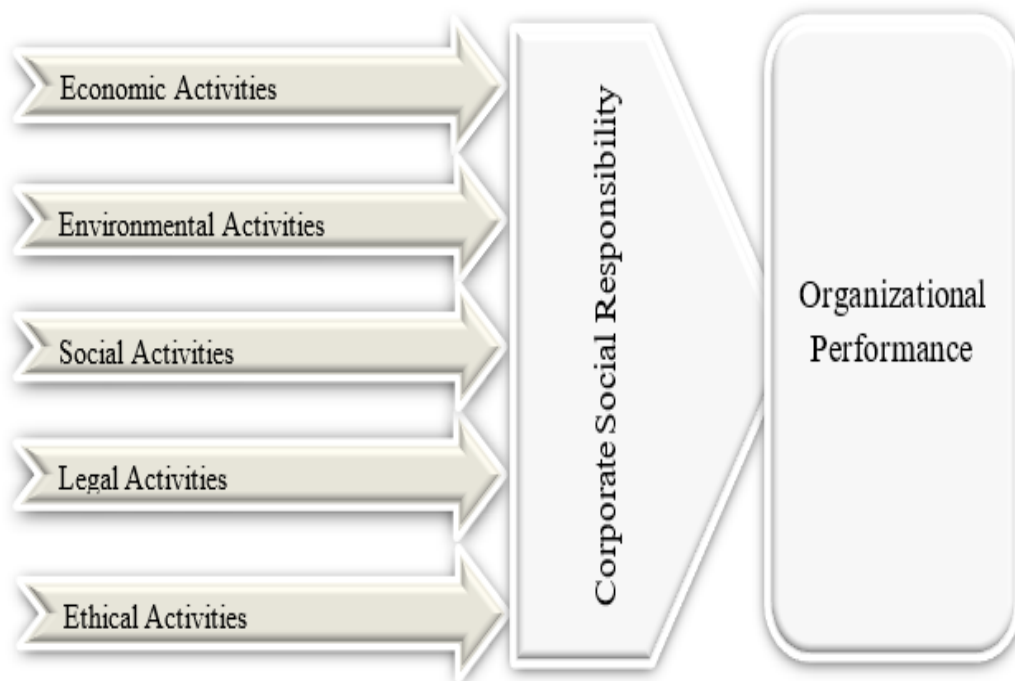 Economic Activities
Environmental Activities
Social Activities
Legal Activities
Ethical Activities
Corporate Social Responsibility
Organizational
Performance